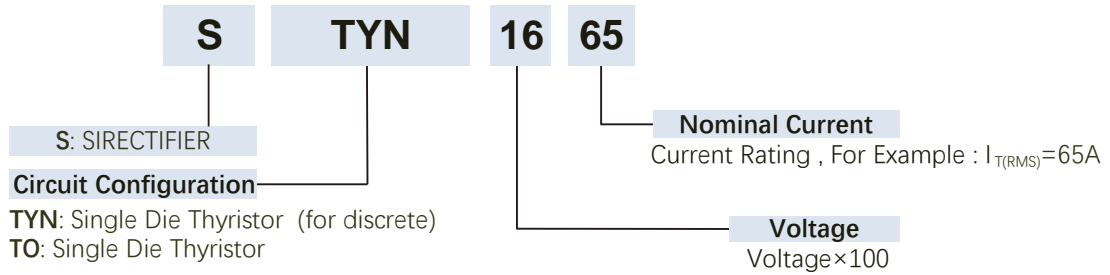 S TYN 16 65
S: SIRECTIFIER
Nominal Current
Current Rating , For Example : I T(RMS)=65A
Circuit Configuration
TYN: Single Die Thyristor (for discrete)
TO: Single Die Thyristor
Voltage
Voltage×100